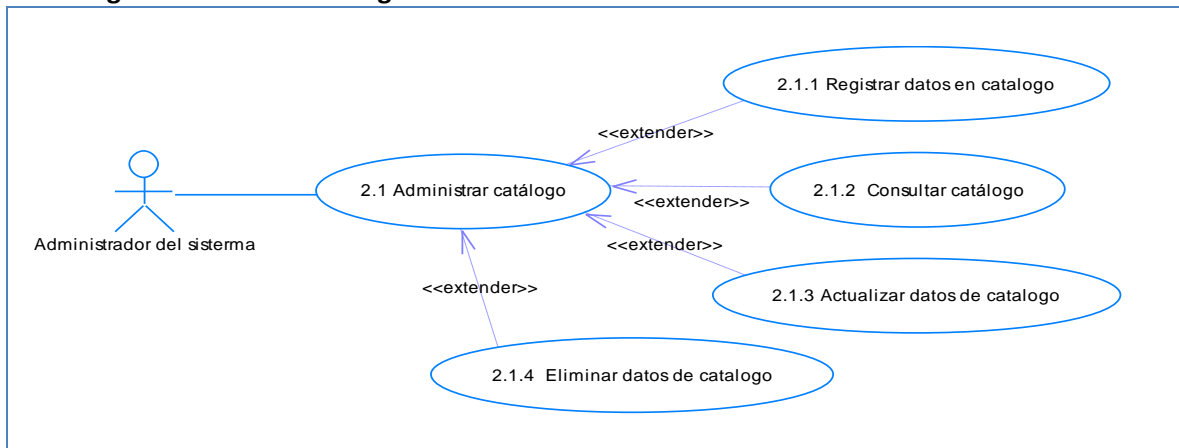 2.1.1 Registrar datos en catalogo
<<extender>>
2.1 Administrar catálogo
2.1.2 Consultar catálogo
<<extender>>
Administrador del sisterma
<<extender>>
<<extender>>
2.1.3 Actualizar datos de catalogo
2.1.4 Eliminar datos de catalogo